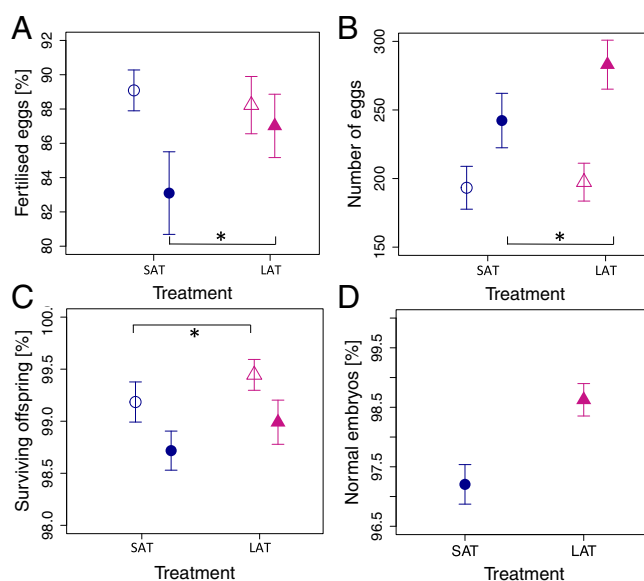 A
Fertilised eggs [%]
92
90
88
86
84
82
80
*
SAT
LAT
Treatment
B
Number of eggs
300
250
200
150
*
SAT
LAT
Treatment
C
Surviving offspring [%]
100.
99.5
99.0
98.5
98.0
*
SAT
LAT
Treatment
D
Normal embryos [%]
99.5
98.5
97.5
96.5
SAT
LAT
Treatment